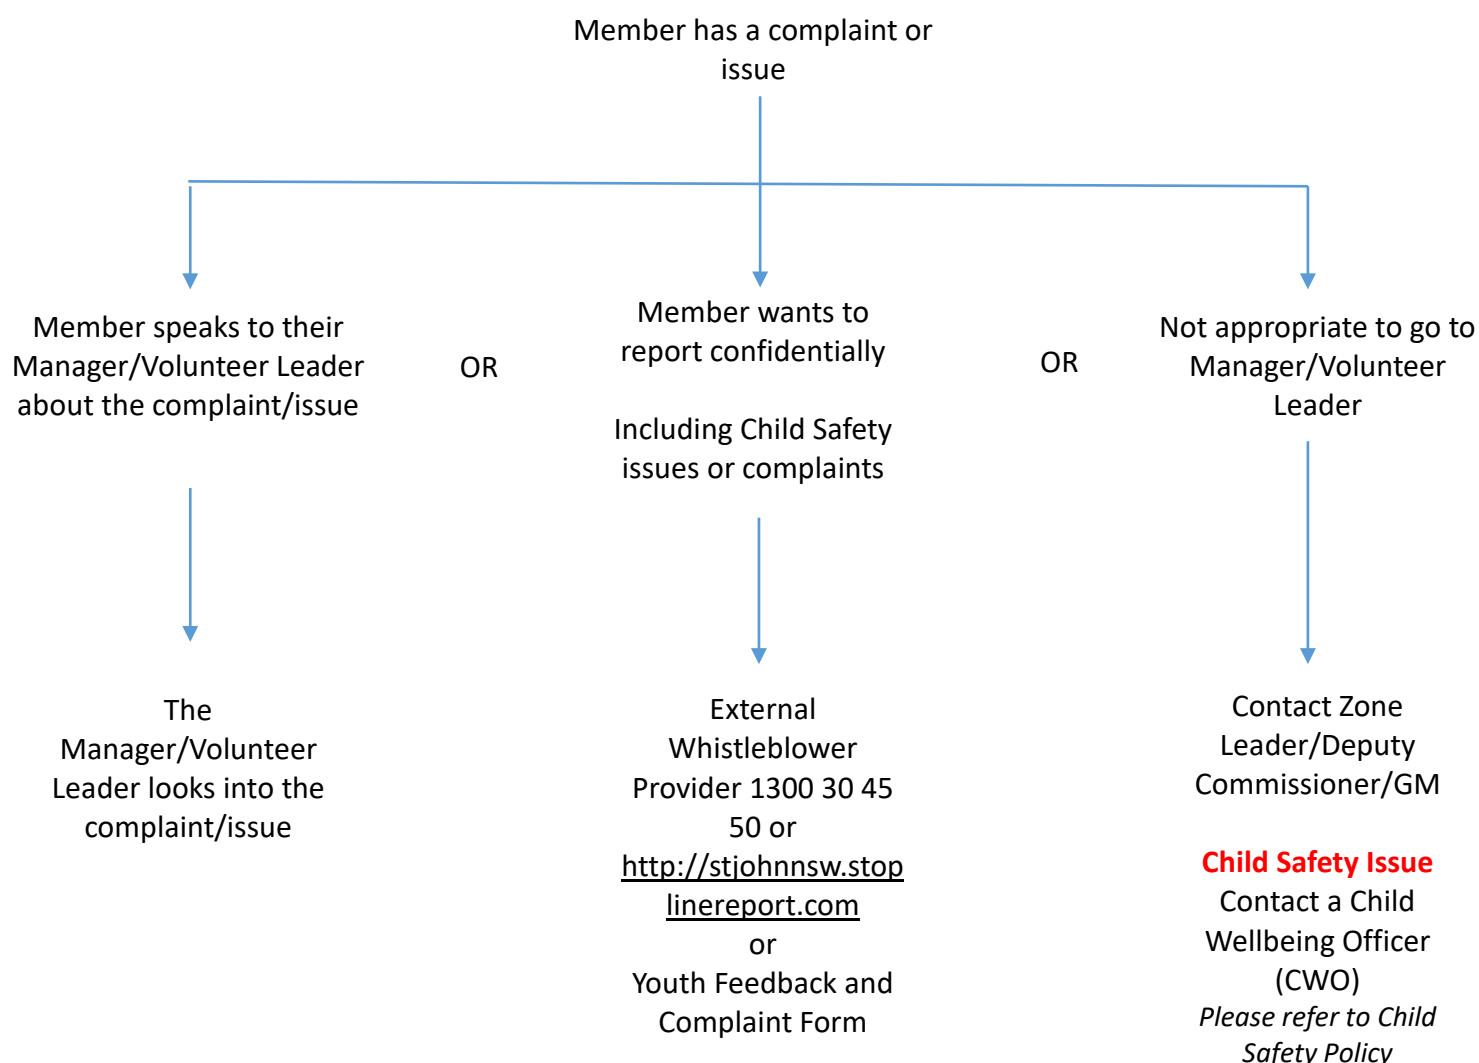 Member has a complaint or
issue
Member speaks to their
Manager/Volunteer Leader
about the complaint/issue
OR
Member wants to
report confidentially
Including Child Safety
issues or complaints
OR
Not appropriate to go to
Manager/Volunteer
Leader
The
Manager/Volunteer
Leader looks into the
complaint/issue
External
Whistleblower
Provider 1300 30 45
50 or
http://stjohnnsw.stop
linereport.com
or
Youth Feedback and
Complaint Form
Contact Zone
Leader/Deputy
Commissioner/GM
Child Safety Issue
Contact a Child
Wellbeing Officer
(CWO)
Please refer to Child
Safety Policy